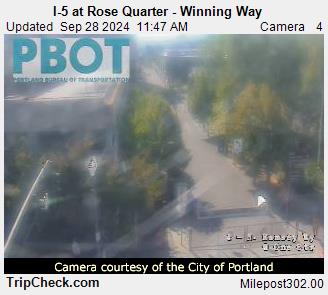 I-5 at Rose Quarter - Winning Way
Updated Sep 28 2024 11:47 AM Camera 4
PBOT
PORTLAND BUREAU OF TRANSPORTATION
Camera courtesy of the City of Portland
TripCheck.com Milepost302.00